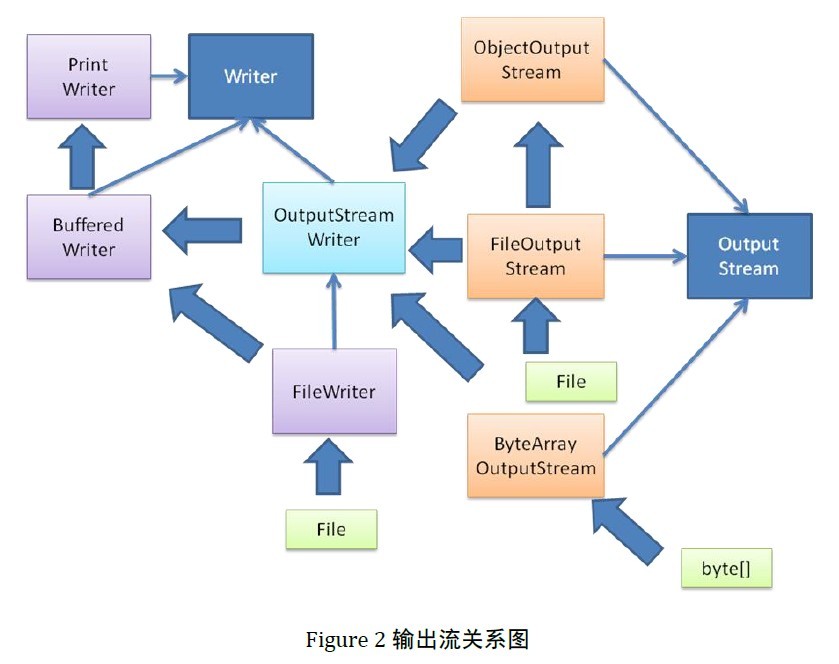 Print
Writer
Writer
ObjectOutput
Stream
Buffered
Writer
OutputStream
Writer
FileOutput
Stream
Output
Stream
FileWriter
File
ByteArray
OutputStream
File
byte[]
Figure 2 输出流关系图